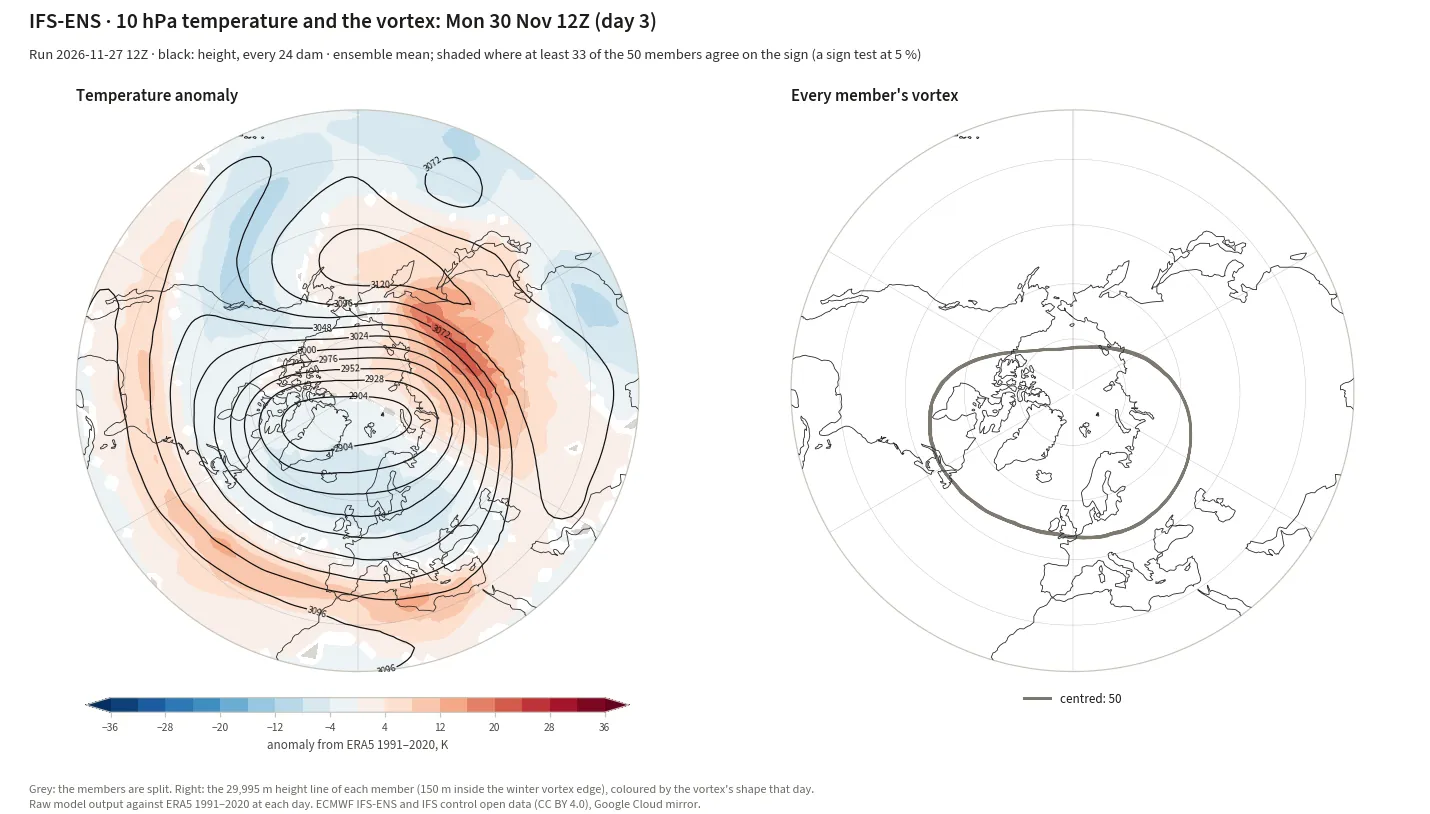 IFS-ENS · 10 hPa temperature and the vortex: Mon 30 Nov 12Z (day 3)
Run 2026-11-27 12Z · black: height, every 24 dam · ensemble mean; shaded where at least 33 of the 50 members agree on the sign (a sign test at 5 %)
Temperature anomaly
Every member's vortex
3072
3120
3096
3048
3072
3024
3000
2976
2952
2928
2904
2904
3096
3096
centred: 50
−36 −28 −20 −12 −4 4 12 20 28 36
anomaly from ERA5 1991–2020, K
Grey: the members are split. Right: the 29,995 m height line of each member (150 m inside the winter vortex edge), coloured by the vortex's shape that day.
Raw model output against ERA5 1991–2020 at each day. ECMWF IFS-ENS and IFS control open data (CC BY 4.0), Google Cloud mirror.